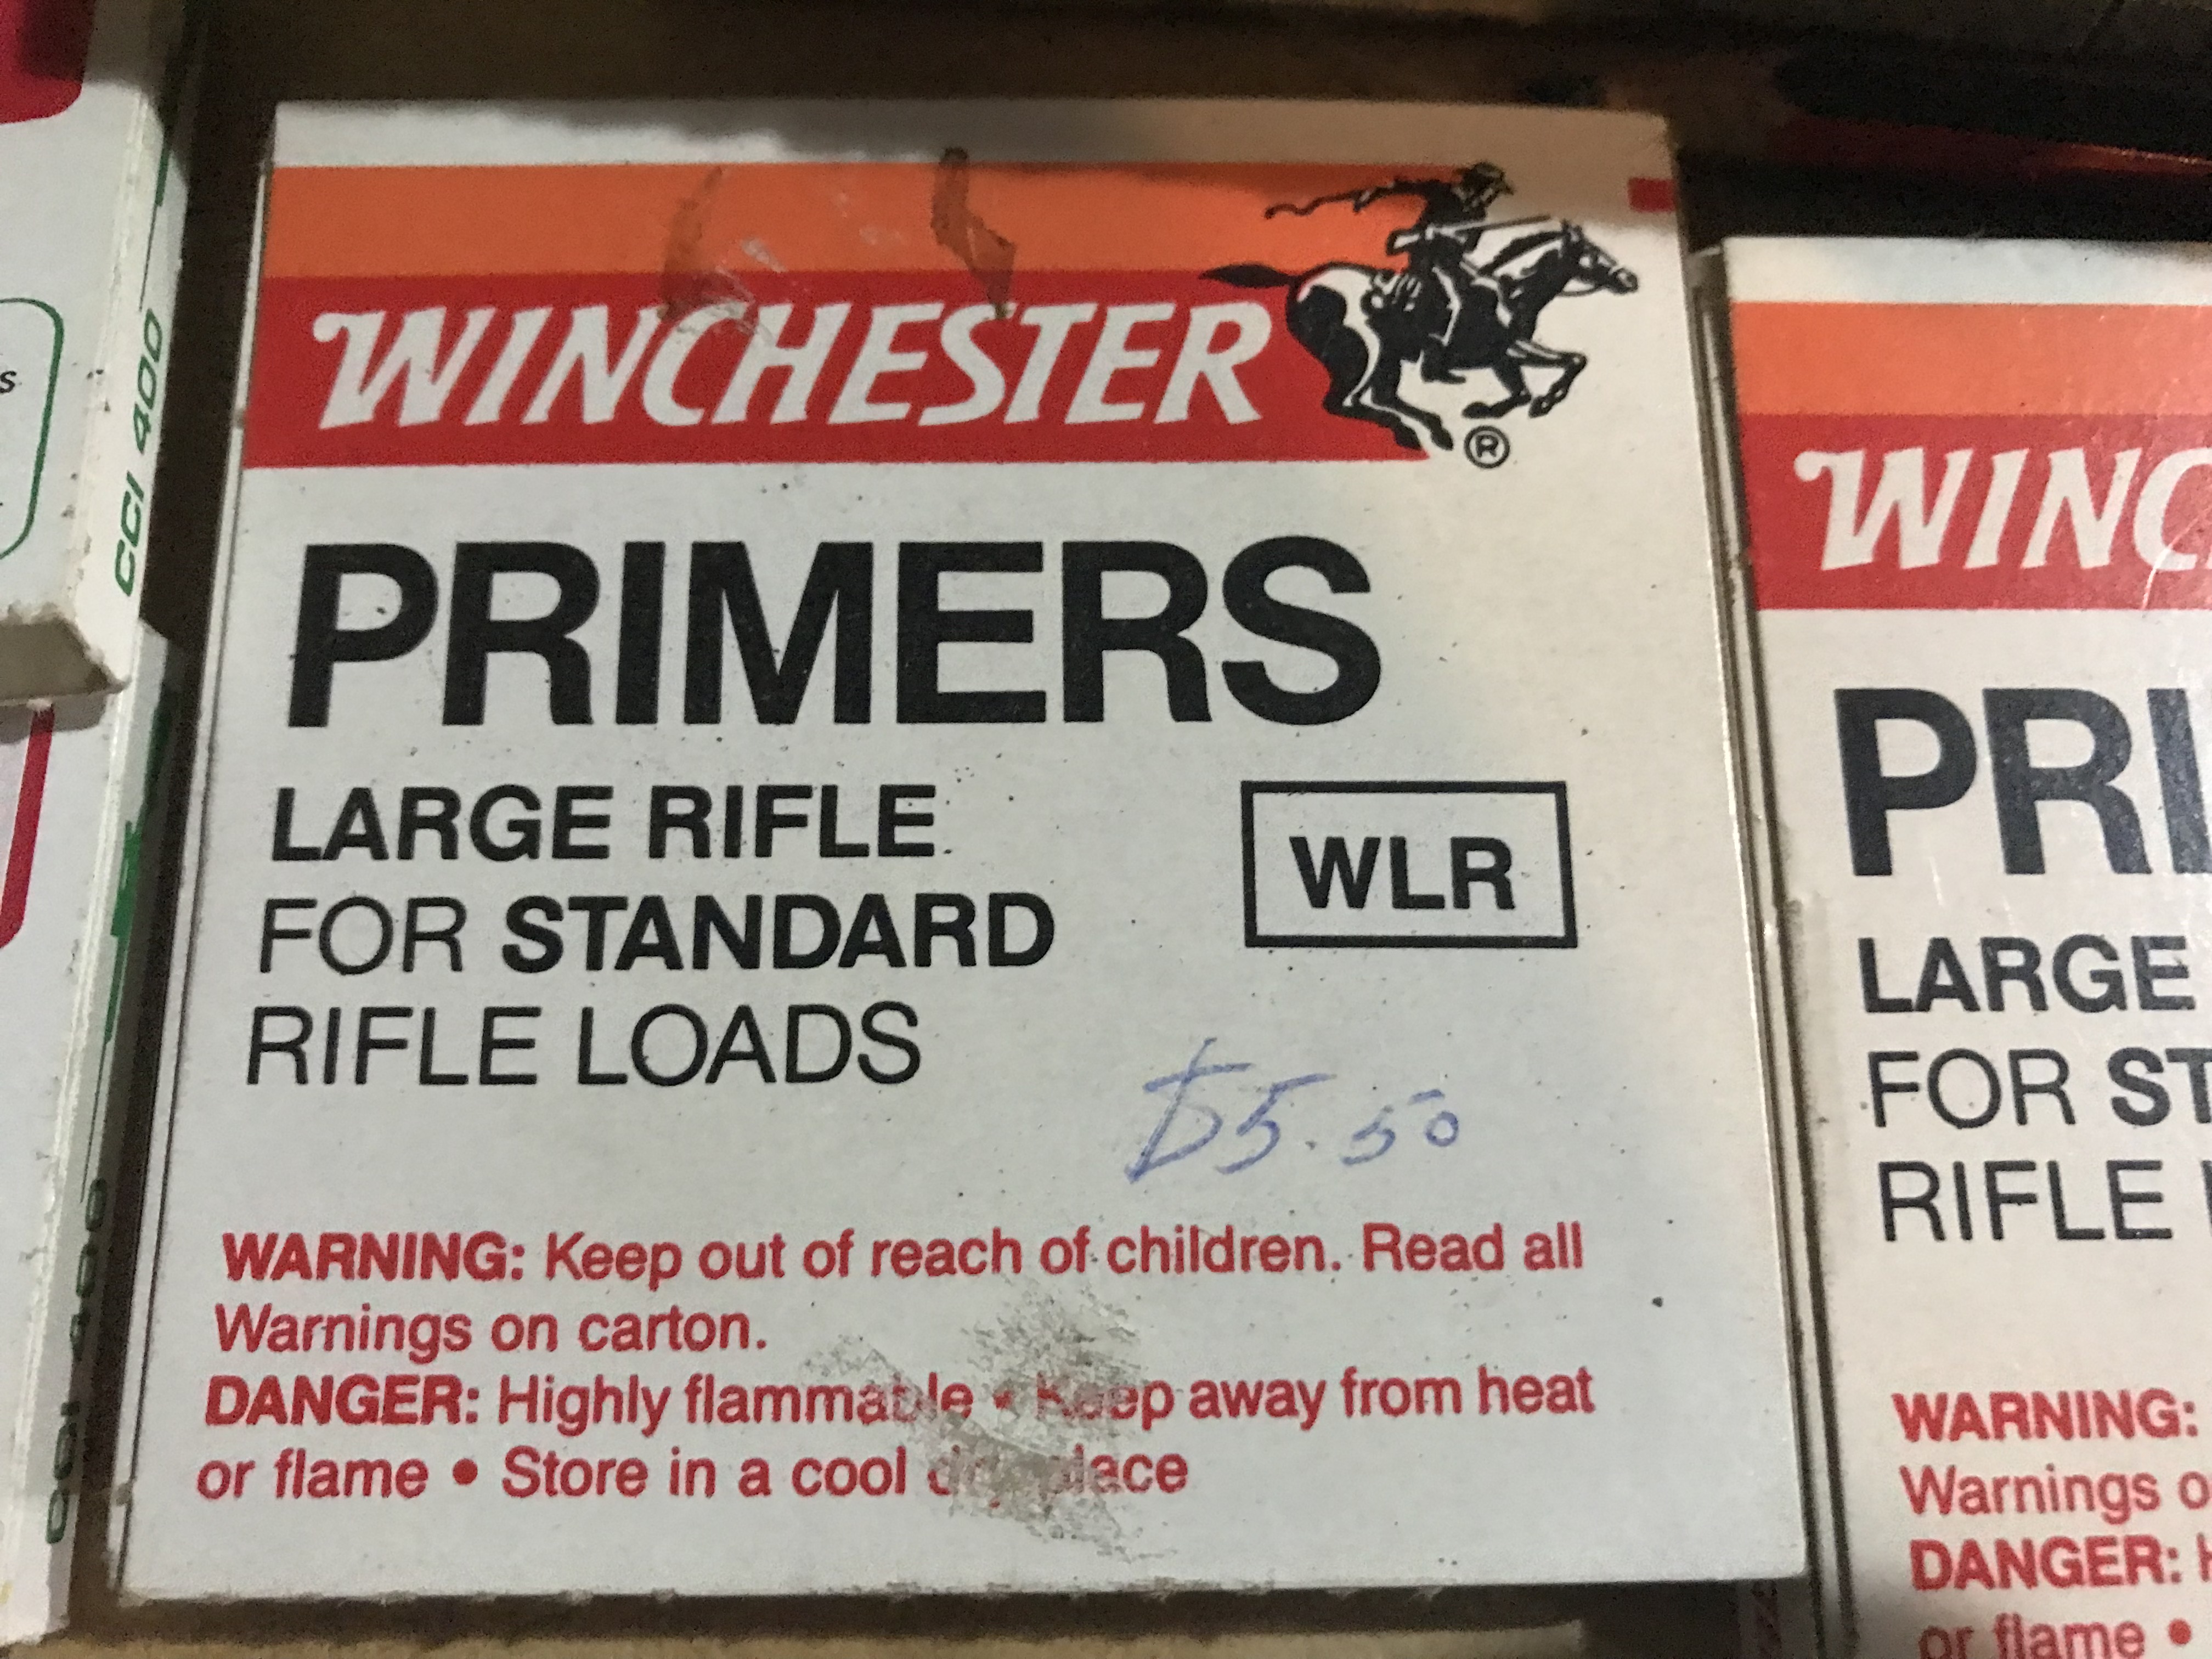 WINCHESTER
®
PRIMERS
LARGE RIFLE
FOR STANDARD
RIFLE LOADS
WLR
$5.50
WARNING: Keep out of reach of children. Read all
Warnings on carton.
DANGER: Highly flammable • Keep away from heat
or flame • Store in a cool dry place
CCI 400
s
WINC
PRI
LARGE
FOR ST
RIFLE
WARNING:
Warnings o
DANGER: H
or flame •